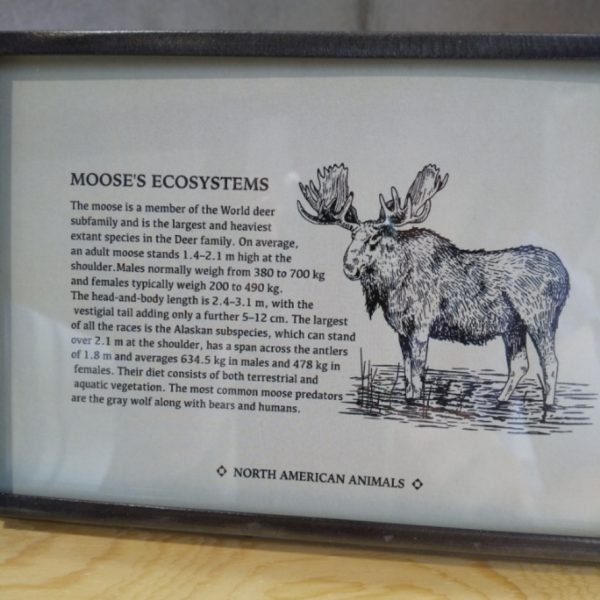 MOOSE'S ECOSYSTEMS
The moose is a member of the World deer
subfamily and is the largest and heaviest
extant species in the Deer family. On average,
an adult moose stands 1.4–2.1 m high at the
shoulder.Males normally weigh from 380 to 700 kg
and females typically weigh 200 to 490 kg.
The head-and-body length is 2.4–3.1 m, with the
vestigial tail adding only a further 5–12 cm. The largest
of all the races is the Alaskan subspecies, which can stand
over 2.1 m at the shoulder, has a span across the antlers
of 1.8 m and averages 634.5 kg in males and 478 kg in
females. Their diet consists of both terrestrial and
aquatic vegetation. The most common moose predators
are the gray wolf along with bears and humans.
NORTH AMERICAN ANIMALS